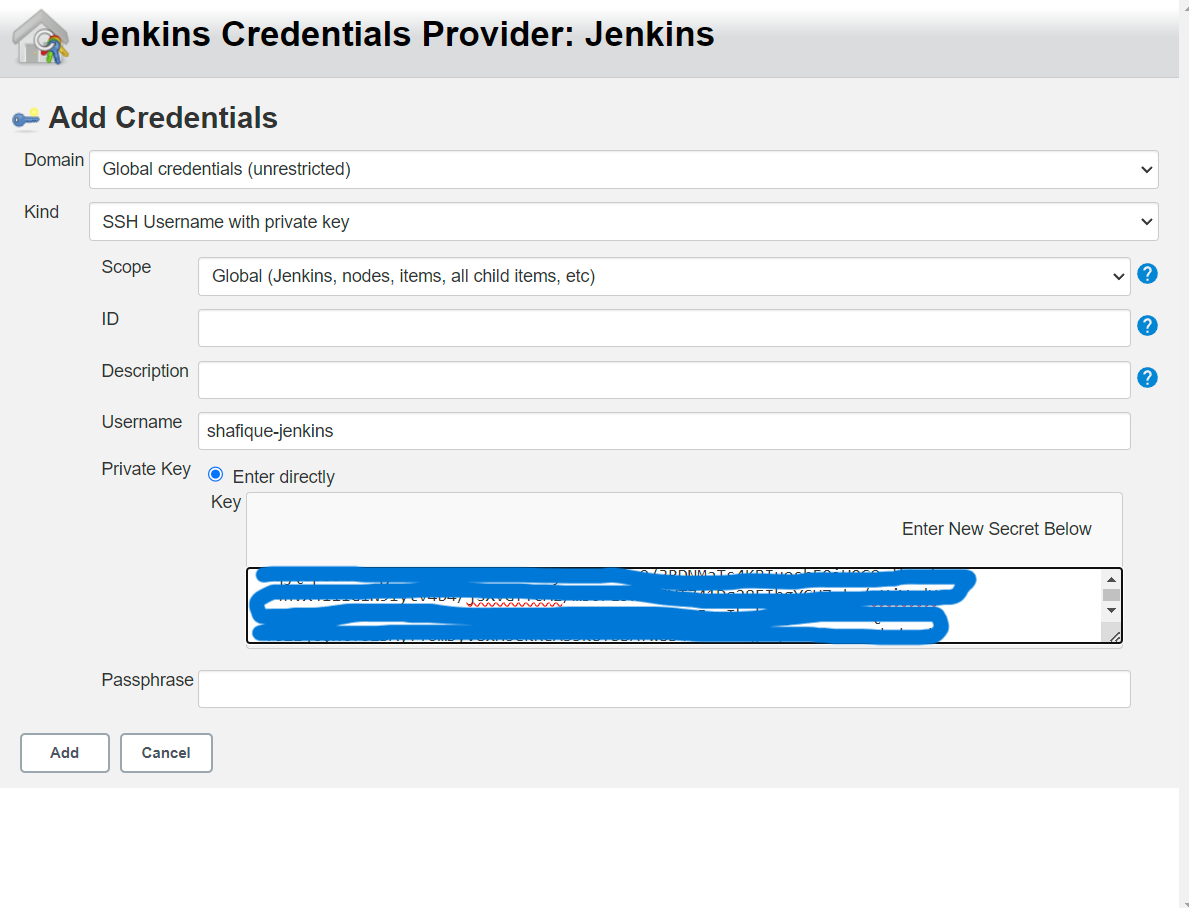 Jenkins Credentials Provider: Jenkins
Add Credentials
Domain
Global credentials (unrestricted)
Kind
SSH Username with private key
Scope
Global (Jenkins, nodes, items, all child items, etc)
ID
Description
Username
shafique-jenkins
Private Key
Enter directly
Key
Enter New Secret Below
Passphrase
Add Cancel